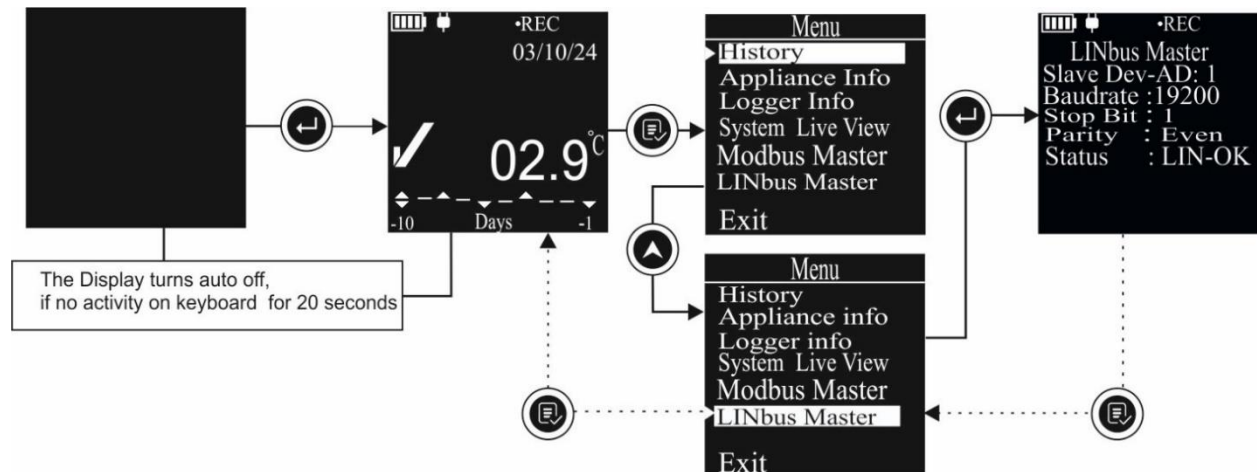 •REC
03/10/24
02.9°C
-10 Days -1
The Display turns auto off,
if no activity on keyboard for 20 seconds
Menu
History
Appliance Info
Logger Info
System Live View
Modbus Master
LINbus Master
Exit
Menu
History
Appliance info
Logger info
System Live View
Modbus Master
LINbus Master
Exit
•REC
LINbus Master
Slave Dev-AD: 1
Baudrate :19200
Stop Bit : 1
Parity : Even
Status : LIN-OK